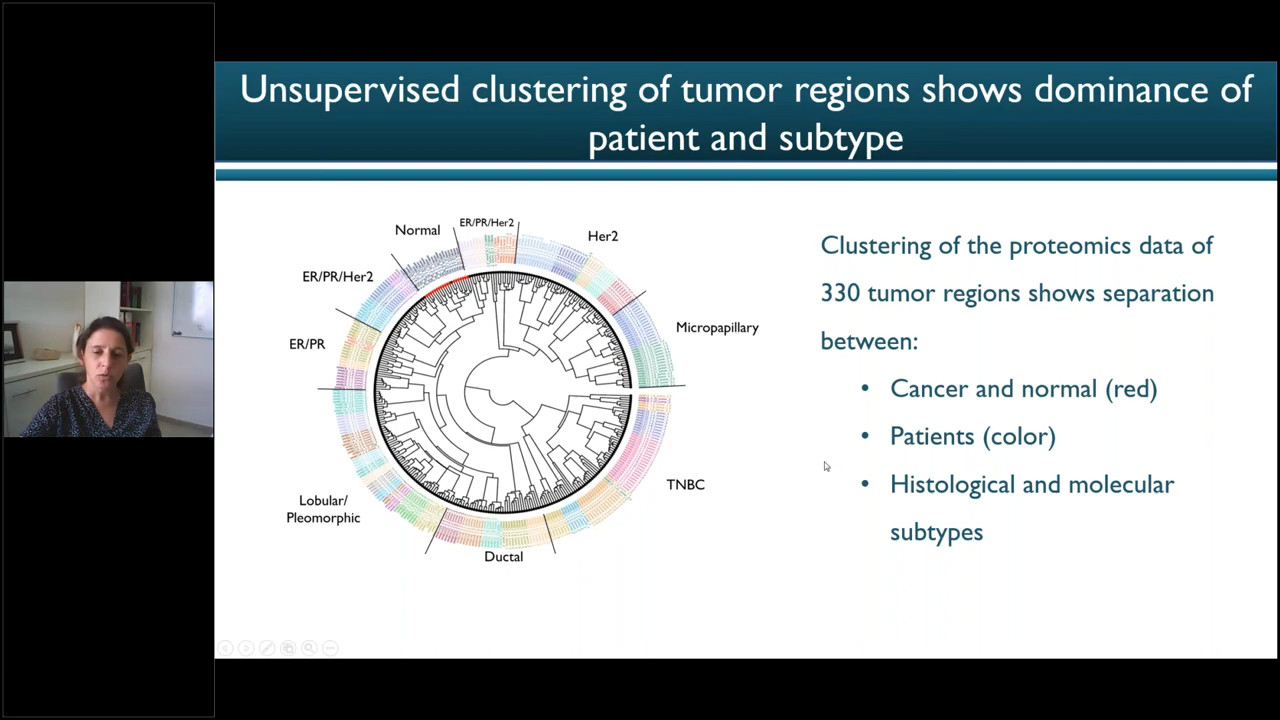 Unsupervised clustering of tumor regions shows dominance of
patient and subtype
Normal
ER/PR/Her2
Her2
ER/PR/Her2
ER/PR
Micropapillary
TNBC
Lobular/
Pleomorphic
Ductal
Clustering of the proteomics data of
330 tumor regions shows separation
between:
• Cancer and normal (red)
• Patients (color)
• Histological and molecular
subtypes